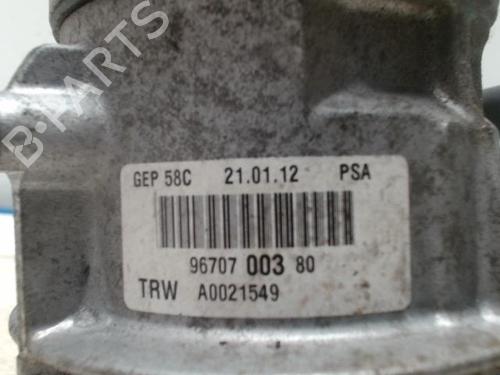 B-PARTS
GEP 58C 21.01.12 PSA
96707 003 80
TRW A0021549